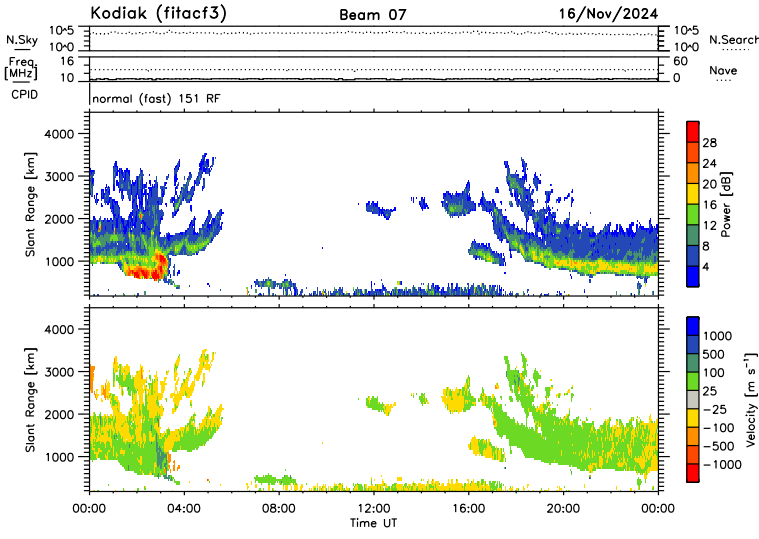 Kodiak (fitacf3) Beam 07 16/Nov/2024
N.Sky 10^5 10^0 10^5 10^0 N.Search
Freq. [MHz] 16 10 60 0 Nave
CPID normal (fast) 151 RF
Slant Range [km] 4000 3000 2000 1000
Power [dB] 28 24 20 16 12 8 4
Slant Range [km] 4000 3000 2000 1000
Velocity [m s⁻¹] 1000 500 100 25 −25 −100 −500 −1000
00:00 04:00 08:00 12:00 16:00 20:00 00:00
Time UT